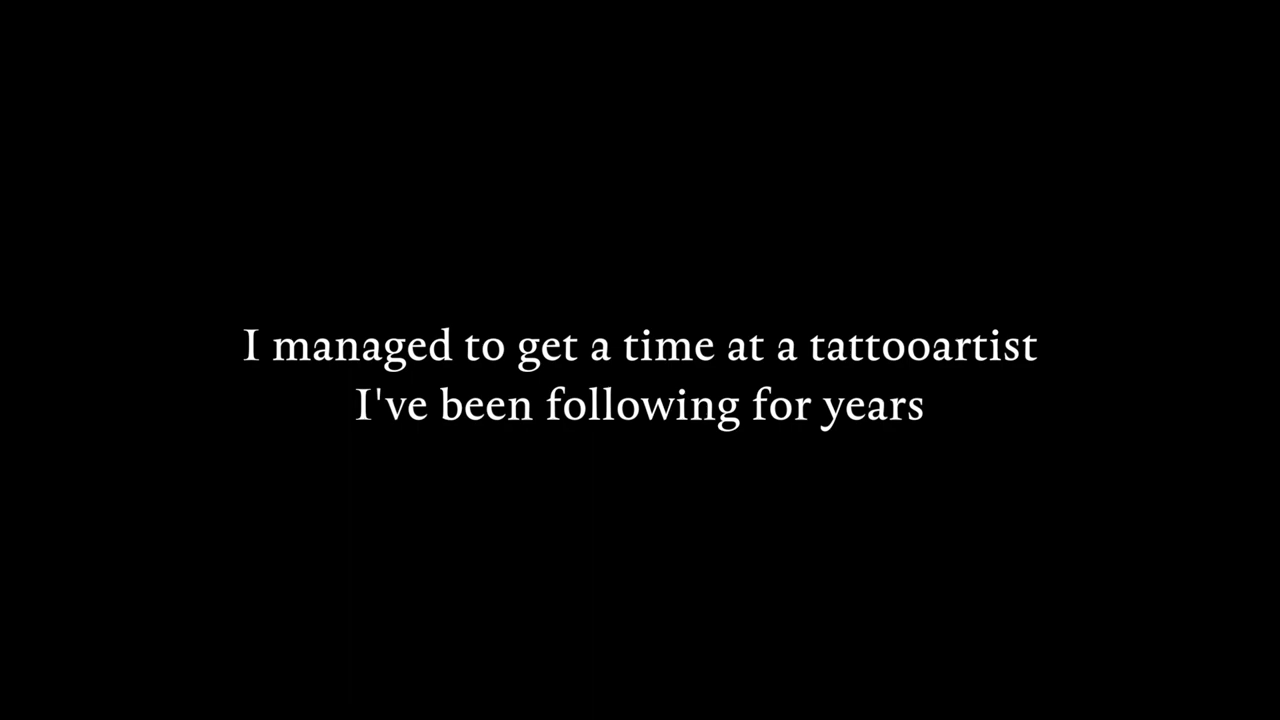 I managed to get a time at a tattooartist
I've been following for years